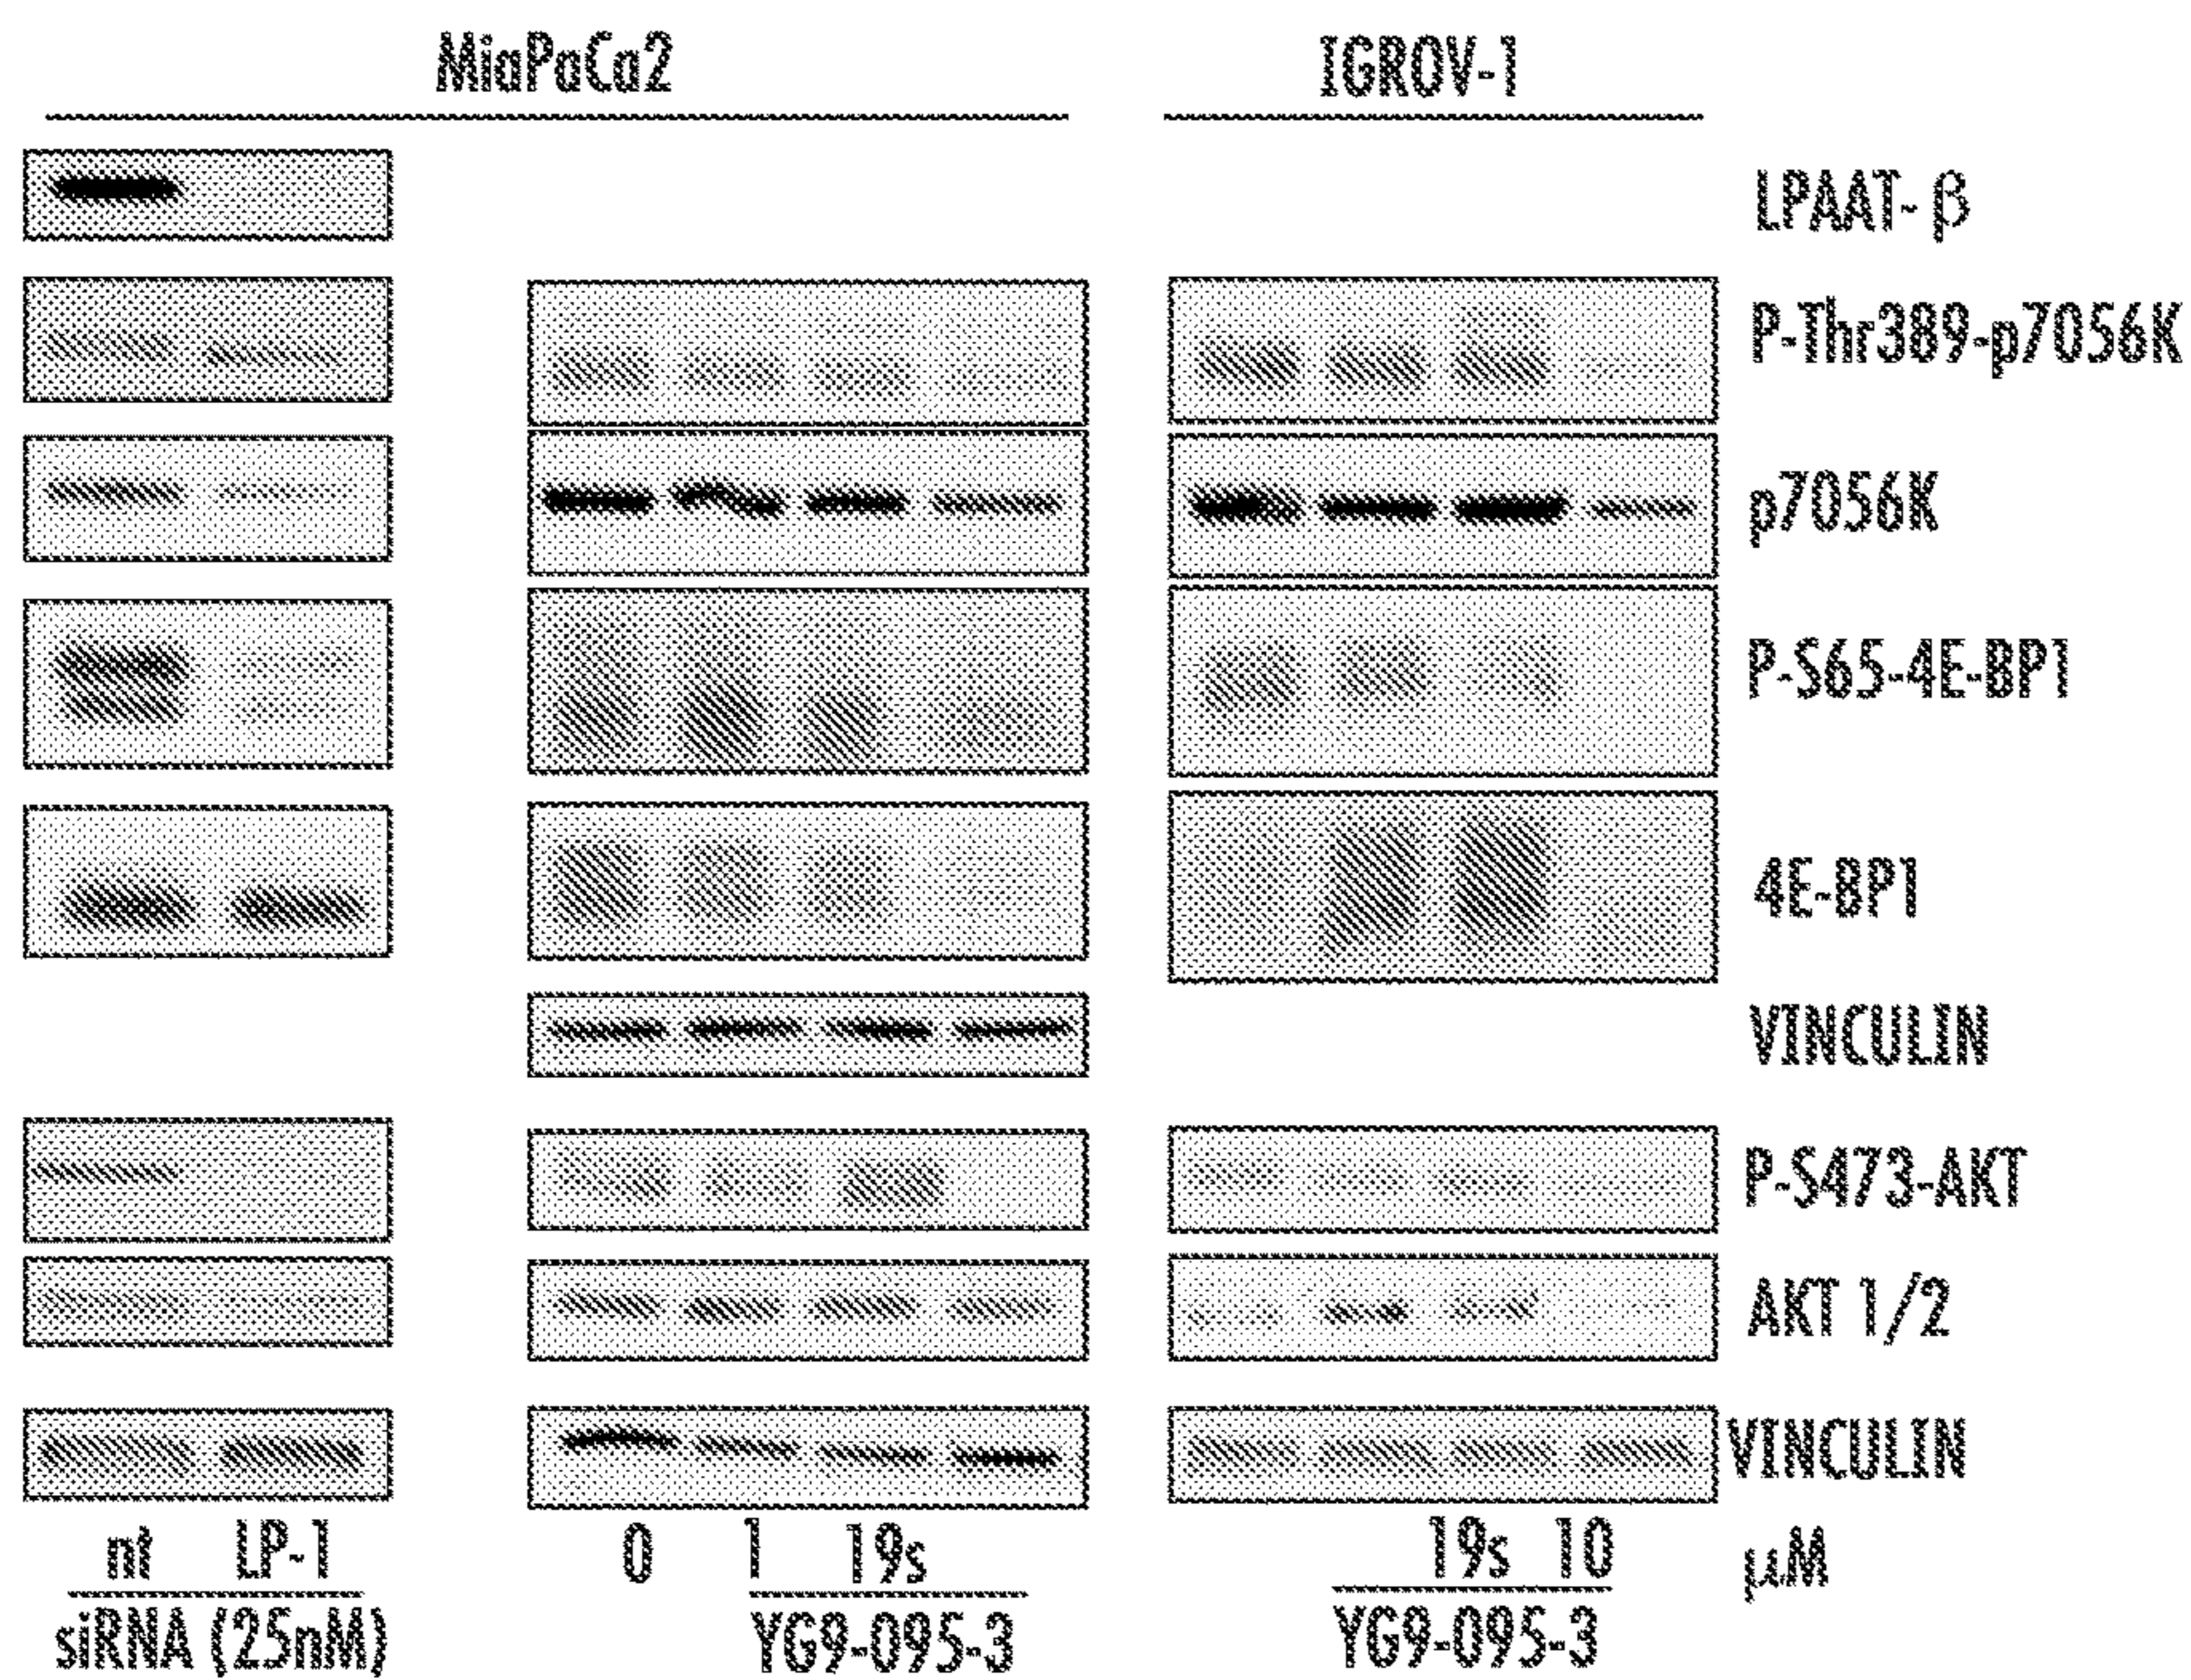 MiaPaCa2
IGROV-1
LPAAT-β
P-Thr389-p7056K
p7056K
P-S65-4E-BP1
4E-BP1
VINCULIN
P-S473-AKT
AKT 1/2
VINCULIN
nt LP-1 0 1 19s 19s 10 µM
siRNA (25nM) YG9-095-3 YG9-095-3